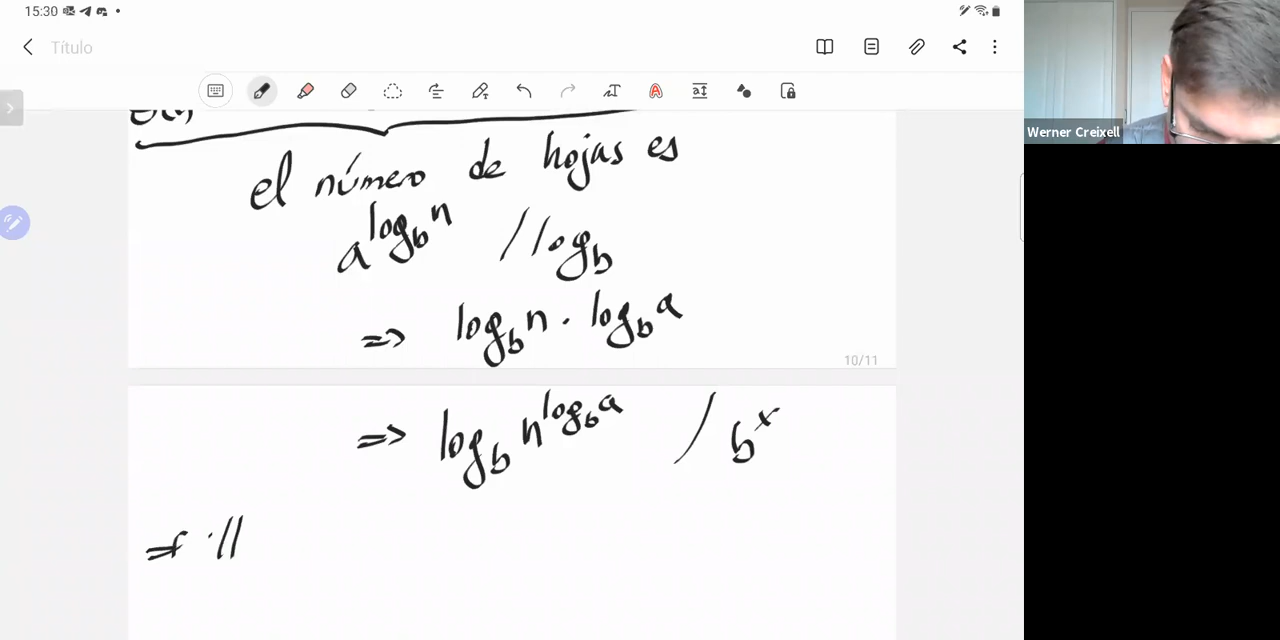 15:30
Título
Werner Creixell
el número de hojas es
a^{log_b n} / log_b
=> log_b n · log_b a
10/11
=> log_b n^{log_b a} / b^x
=>